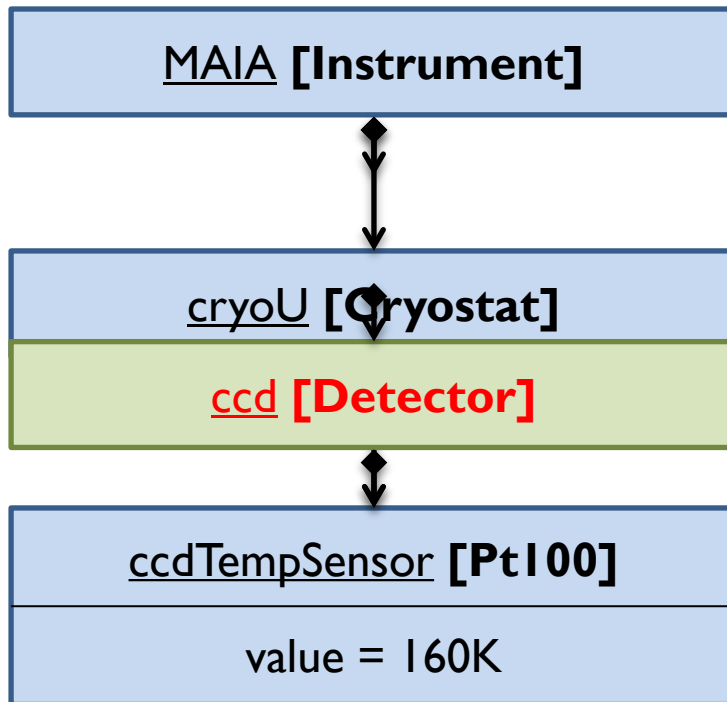 MAIA [Instrument]
cryoU [Cryostat]
ccd [Detector]
ccdTempSensor [Pt100]
value = 160K